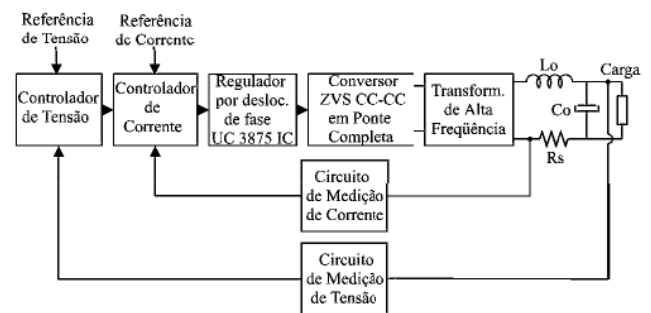 Referência
de Tensão
Referência
de Corrente
Controlador
de Tensão
Controlador
de
Corrente
Regulador
por desloc.
de fase
UC 3875 IC
Conversor
ZVS CC-CC
em Ponte
Completa
Transform.
de Alta
Freqüência
Lo
Carga
Co
Rs
Circuito
de Medição
de Corrente
Circuito
de Medição
de Tensão